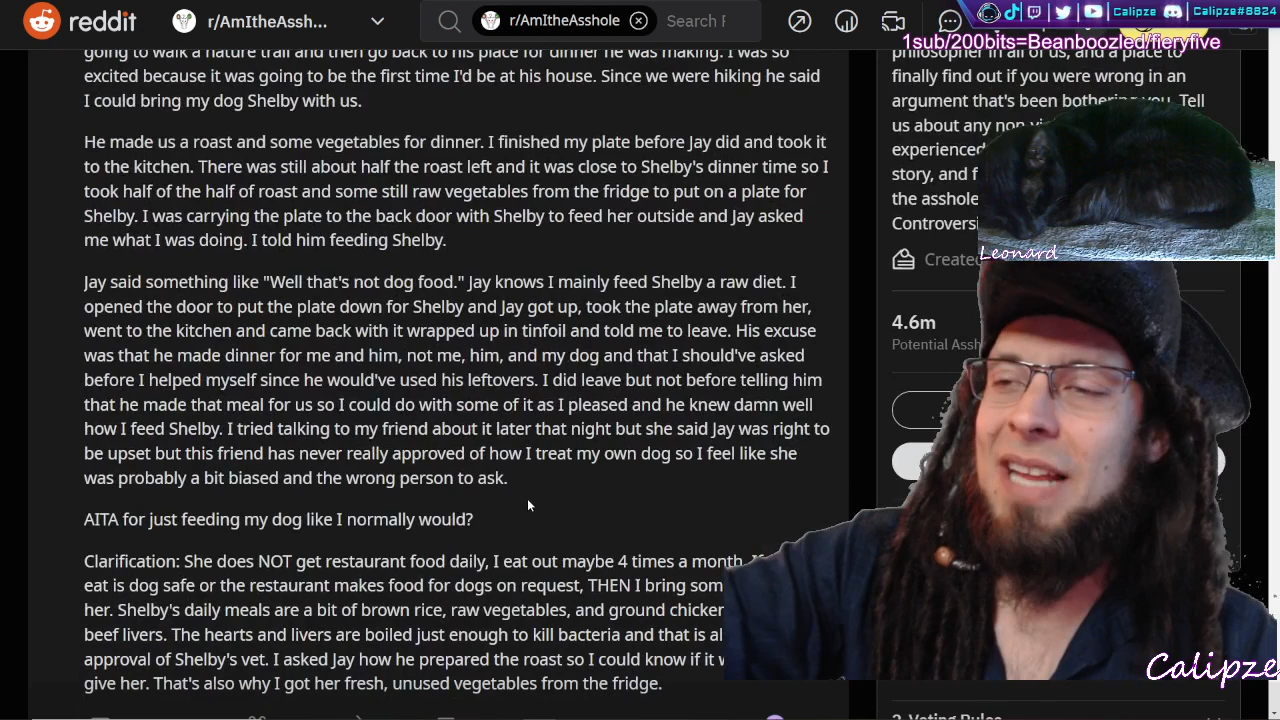 reddit
r/AmItheAssh...
r/AmItheAsshole
Search
Calipze
Calipze#8824
1sub/200bits=Beanboozled/fieryfive
going to walk a nature trail and then go back to his place for dinner he was making. I was so
excited because it was going to be the first time I'd be at his house. Since we were hiking he said
I could bring my dog Shelby with us.
He made us a roast and some vegetables for dinner. I finished my plate before Jay did and took it
to the kitchen. There was still about half the roast left and it was close to Shelby's dinner time so I
took half of the half of roast and some still raw vegetables from the fridge to put on a plate for
Shelby. I was carrying the plate to the back door with Shelby to feed her outside and Jay asked
me what I was doing. I told him feeding Shelby.
Jay said something like "Well that's not dog food." Jay knows I mainly feed Shelby a raw diet. I
opened the door to put the plate down for Shelby and Jay got up, took the plate away from her,
went to the kitchen and came back with it wrapped up in tinfoil and told me to leave. His excuse
was that he made dinner for me and him, not me, him, and my dog and that I should've asked
before I helped myself since he would've used his leftovers. I did leave but not before telling him
that he made that meal for us so I could do with some of it as I pleased and he knew damn well
how I feed Shelby. I tried talking to my friend about it later that night but she said Jay was right to
be upset but this friend has never really approved of how I treat my own dog so I feel like she
was probably a bit biased and the wrong person to ask.
AITA for just feeding my dog like I normally would?
Clarification: She does NOT get restaurant food daily, I eat out maybe 4 times a month.
eat is dog safe or the restaurant makes food for dogs on request, THEN I bring som
her. Shelby's daily meals are a bit of brown rice, raw vegetables, and ground chicken
beef livers. The hearts and livers are boiled just enough to kill bacteria and that is al
approval of Shelby's vet. I asked Jay how he prepared the roast so I could know if it
give her. That's also why I got her fresh, unused vegetables from the fridge.
philosopher in all of us, and a place to
finally find out if you were wrong in an
argument that's been bothering you. Tell
us about any non
experienced
story, and
the asshole
Controversi
Created
4.6m
Potential Assh
Leonard
Calipze
2. Voting Rules